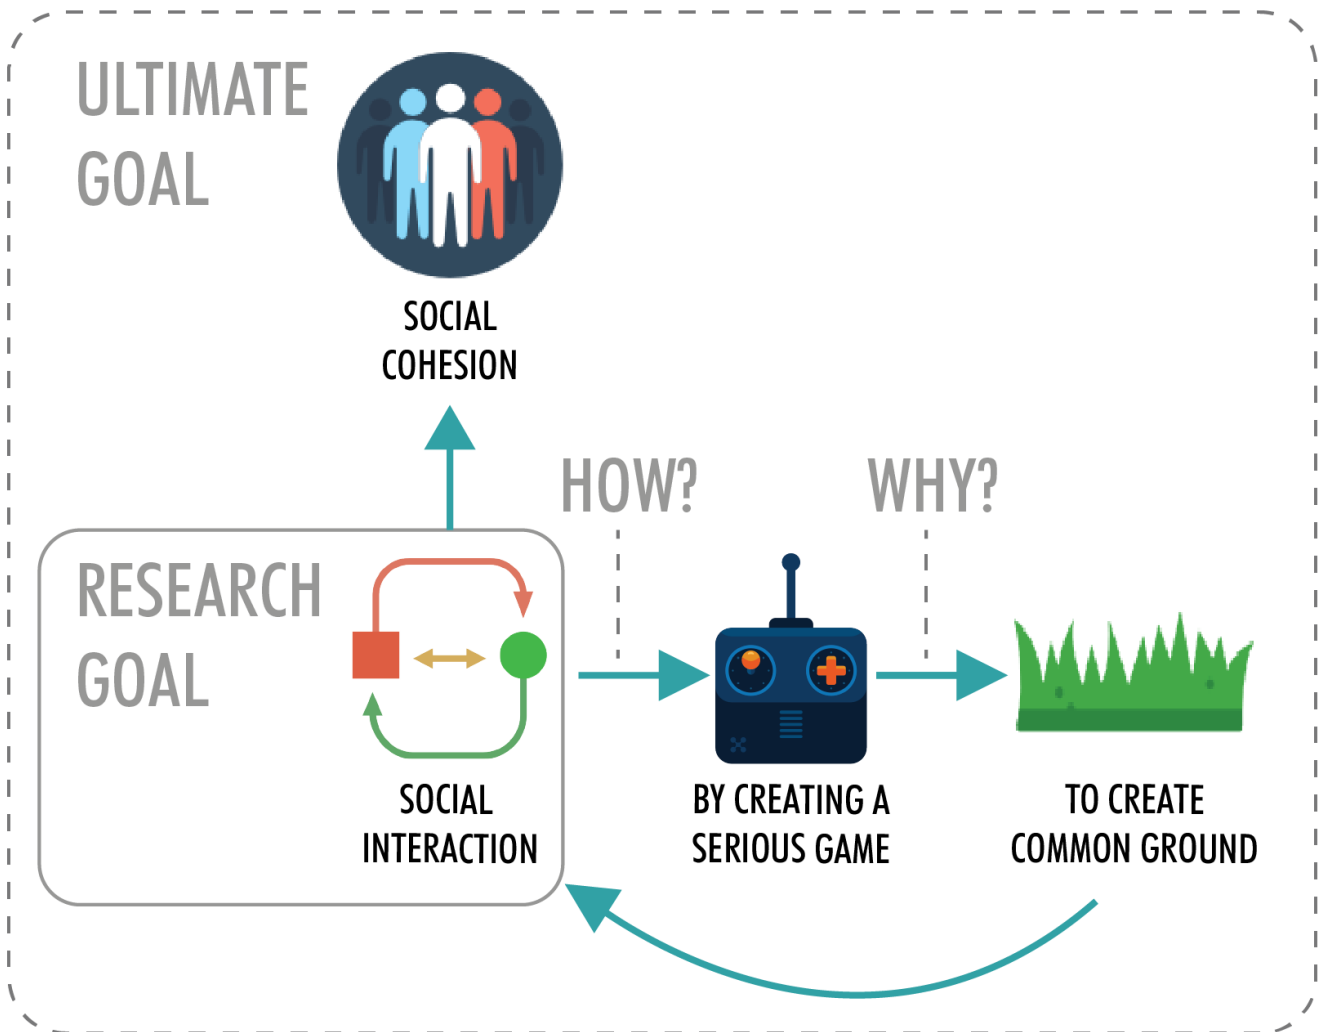 ULTIMATE
GOAL
SOCIAL
COHESION
HOW?
WHY?
RESEARCH
GOAL
SOCIAL
INTERACTION
BY CREATING A
SERIOUS GAME
TO CREATE
COMMON GROUND